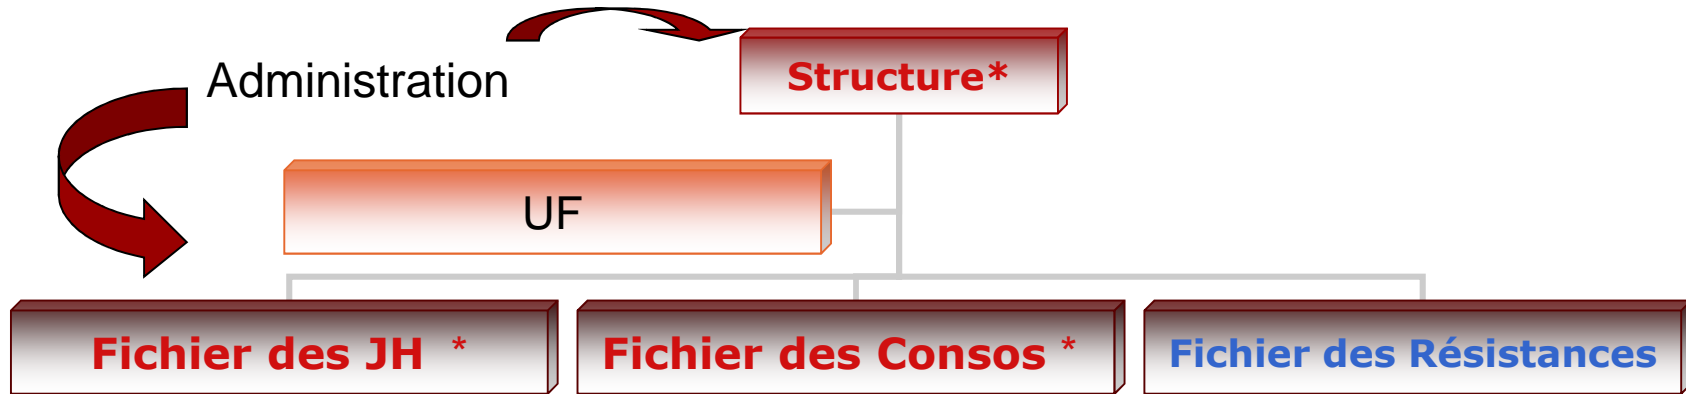 Administration
Structure*
UF
Fichier des JH *
Fichier des Consos *
Fichier des Résistances